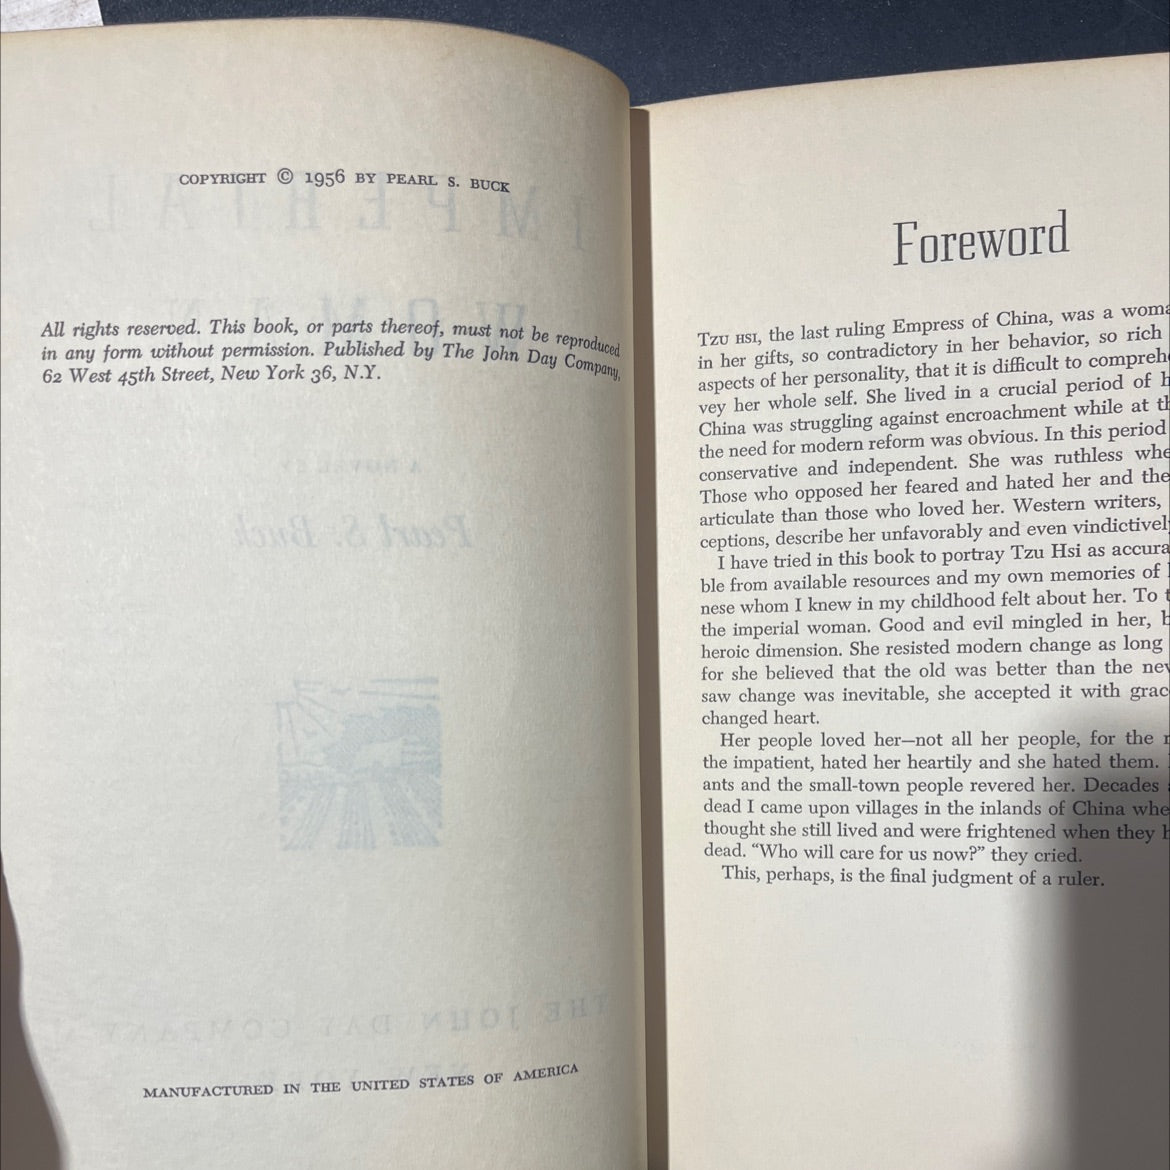 COPYRIGHT © 1956 BY PEARL S. BUCK
All rights reserved. This book, or parts thereof, must not be reproduced
in any form without permission. Published by The John Day Company,
62 West 45th Street, New York 36, N.Y.
MANUFACTURED IN THE UNITED STATES OF AMERICA
Foreword
TZU HSI, the last ruling Empress of China, was a
in her gifts, so contradictory in her behavior, so rich
aspects of her personality, that it is difficult to
vey her whole self. She lived in a crucial period of
China was struggling against encroachment while at
the need for modern reform was obvious. In this period
conservative and independent. She was ruthless
Those who opposed her feared and hated her and
articulate than those who loved her. Western writers,
ceptions, describe her unfavorably and even
I have tried in this book to portray Tzu Hsi as
ble from available resources and my own memories of
nese whom I knew in my childhood felt about her. To
the imperial woman. Good and evil mingled in her,
heroic dimension. She resisted modern change as long
for she believed that the old was better than the
saw change was inevitable, she accepted it with
changed heart.
Her people loved her—not all her people, for the
the impatient, hated her heartily and she hated them.
ants and the small-town people revered her. Decades
dead I came upon villages in the inlands of China
thought she still lived and were frightened when they
dead. “Who will care for us now?” they cried.
This, perhaps, is the final judgment of a ruler.